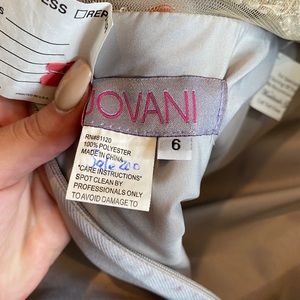 ESS
JOVANI
6
RN#81120
100% POLYESTER
MADE IN CHINA
*CARE INSTRUCTIONS*
SPOT CLEAN BY
PROFESSIONALS ONLY
TO AVOID DAMAGE TO